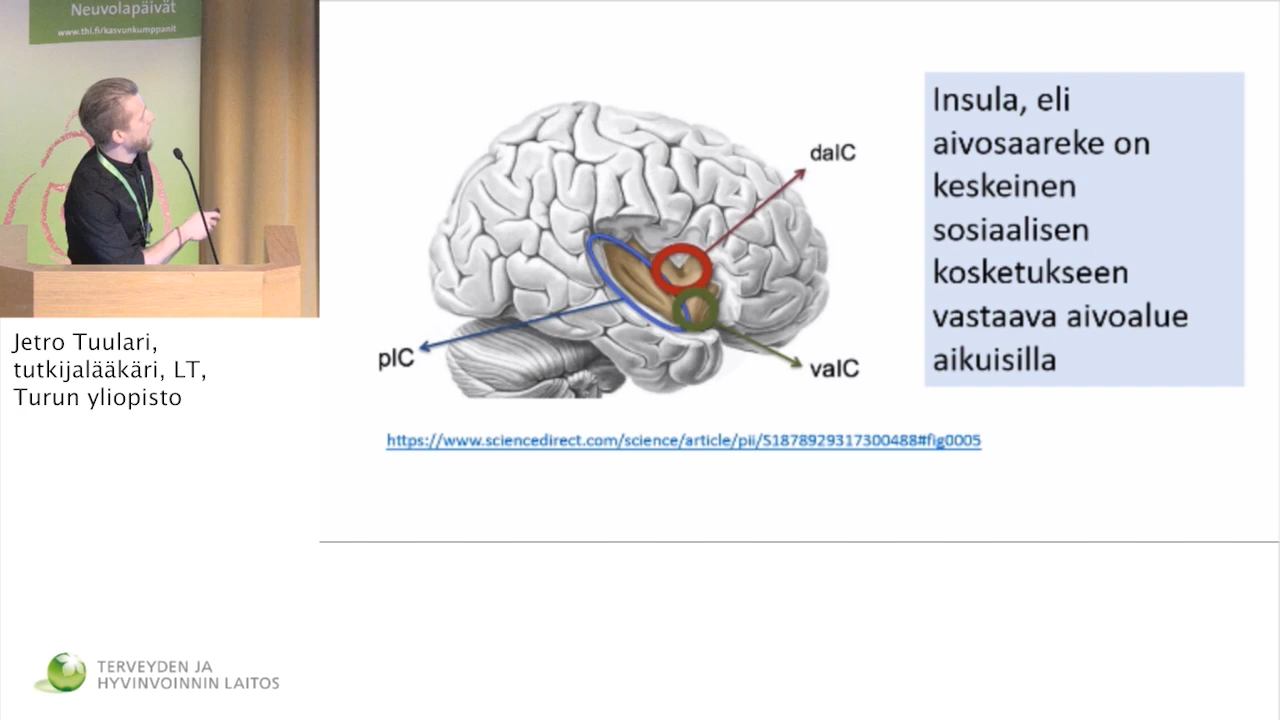 Neuvolapäivät
www.thl.fi/kasvunkumppanit
Jetro Tuulari,
tutkijalääkäri, LT,
Turun yliopisto
daIC
pIC
vaIC
Insula, eli
aivosaareke on
keskeinen
sosiaalisen
kosketukseen
vastaava aivoalue
aikuisilla
https://www.sciencedirect.com/science/article/pii/S1878929317300488#fig0005
TERVEYDEN JA
HYVINVOINNIN LAITOS